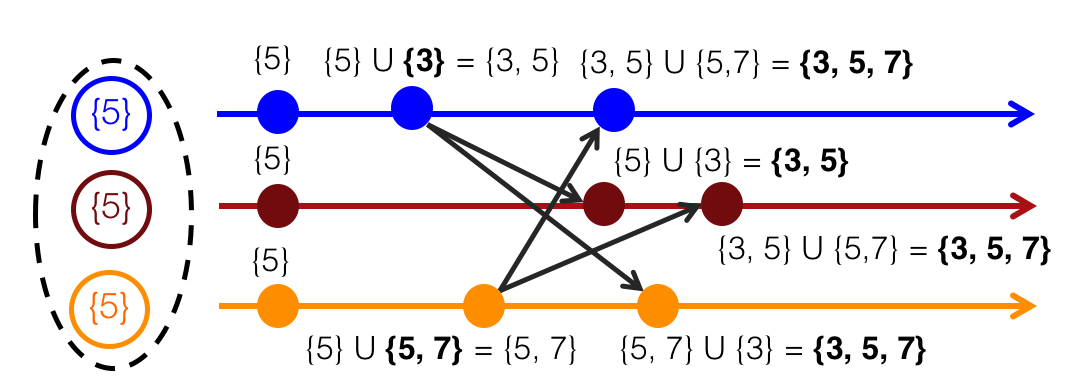 {5} {5} U {3} = {3, 5} {3, 5} U {5,7} = {3, 5, 7}
{5}
{5} {5} U {3} = {3, 5}
{5}
{3, 5} U {5,7} = {3, 5, 7}
{5}
{5}
{5} U {5, 7} = {5, 7} {5, 7} U {3} = {3, 5, 7}